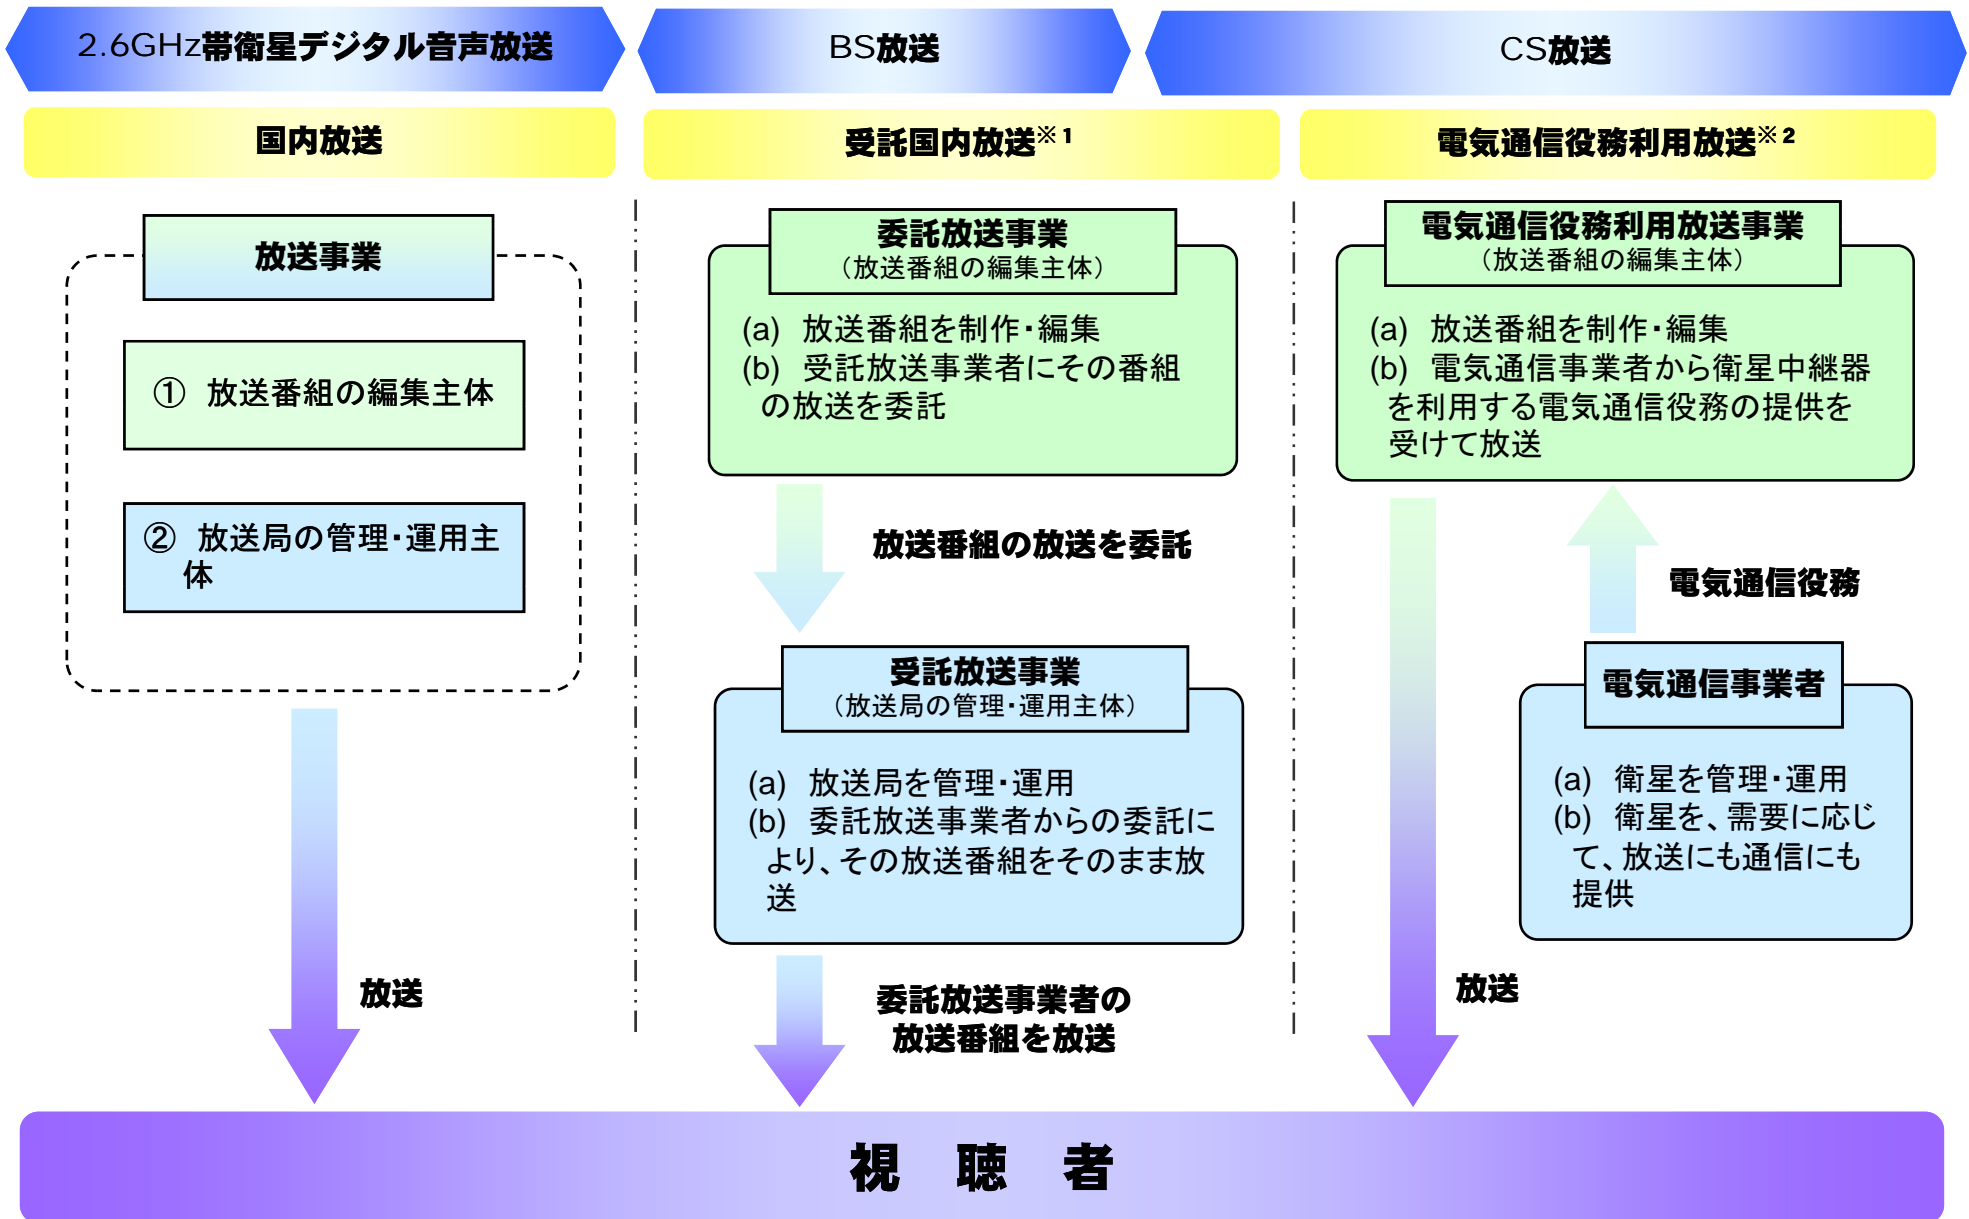 2.6GHz帯衛星デジタル音声放送
BS放送
CS放送
国内放送
受託国内放送※1
電気通信役務利用放送※2
放送事業
① 放送番組の編集主体
② 放送局の管理・運用主
体
放送
委託放送事業
（放送番組の編集主体）
(a) 放送番組を制作・編集
(b) 受託放送事業者にその番組
の放送を委託
放送番組の放送を委託
受託放送事業
（放送局の管理・運用主体）
(a) 放送局を管理・運用
(b) 委託放送事業者からの委託に
より、その放送番組をそのまま放
送
委託放送事業者の
放送番組を放送
電気通信役務利用放送事業
（放送番組の編集主体）
(a) 放送番組を制作・編集
(b) 電気通信事業者から衛星中継器
を利用する電気通信役務の提供を
受けて放送
電気通信役務
電気通信事業者
(a) 衛星を管理・運用
(b) 衛星を、需要に応じ
て、放送にも通信にも
提供
放送
視 聴 者